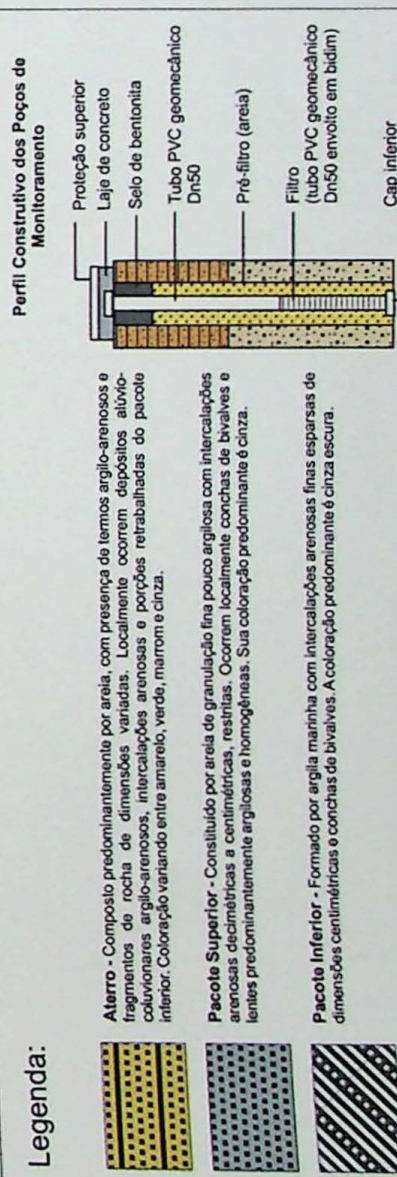 Legenda:
Aterro - Composto predominantemente por areia, com presença de termos argilo-arenosos e
fragmentos de rocha de dimensões variadas. Localmente ocorrem depósitos alúvio-
coluvionares argilo-arenosos, intercalações arenosas e porções retrabalhadas do pacote
inferior. Coloração variando entre amarelo, verde, marrom e cinza.
Pacote Superior - Constituído por areia de granulação fina pouco argilosa com intercalações
arenosas decimétricas a centimétricas, restritas. Ocorrem localmente conchas de bivalves e
lentes predominantemente argilosas e homogêneas. Sua coloração predominante é cinza.
Pacote Inferior - Formado por argila marinha com intercalações arenosas finas esparsas de
dimensões centimétricas e conchas de bivalves. A coloração predominante é cinza escura.
Perfil Construtivo dos Poços de
Monitoramento
Proteção superior
Laje de concreto
Selo de bentonita
Tubo PVC geomecânico
Dn50
Pré-filtro (areia)
Filtro
(tubo PVC geomecânico
Dn50 envolto em bidim)
Cap inferior